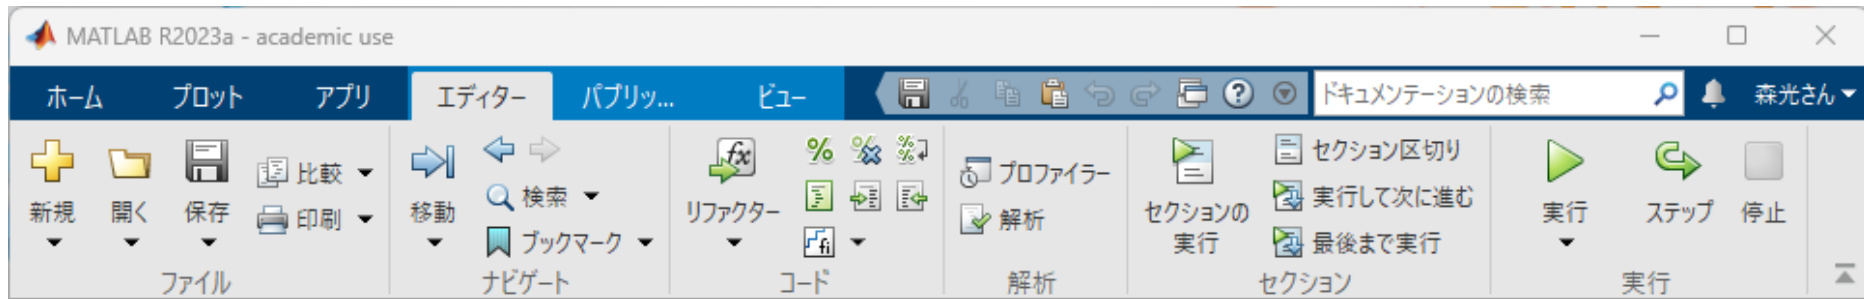 MATLAB R2023a - academic use
ホーム プロット アプリ エディター パブリッ... ビュー ドキュメンテーションの検索 森光さん
新規 開く 保存 比較 印刷
ファイル
移動 検索 ブックマーク
ナビゲート
リファクター
コード
プロファイラー
解析
解析
セクションの
実行
セクション区切り
実行して次に進む
最後まで実行
セクション
実行 ステップ 停止
実行